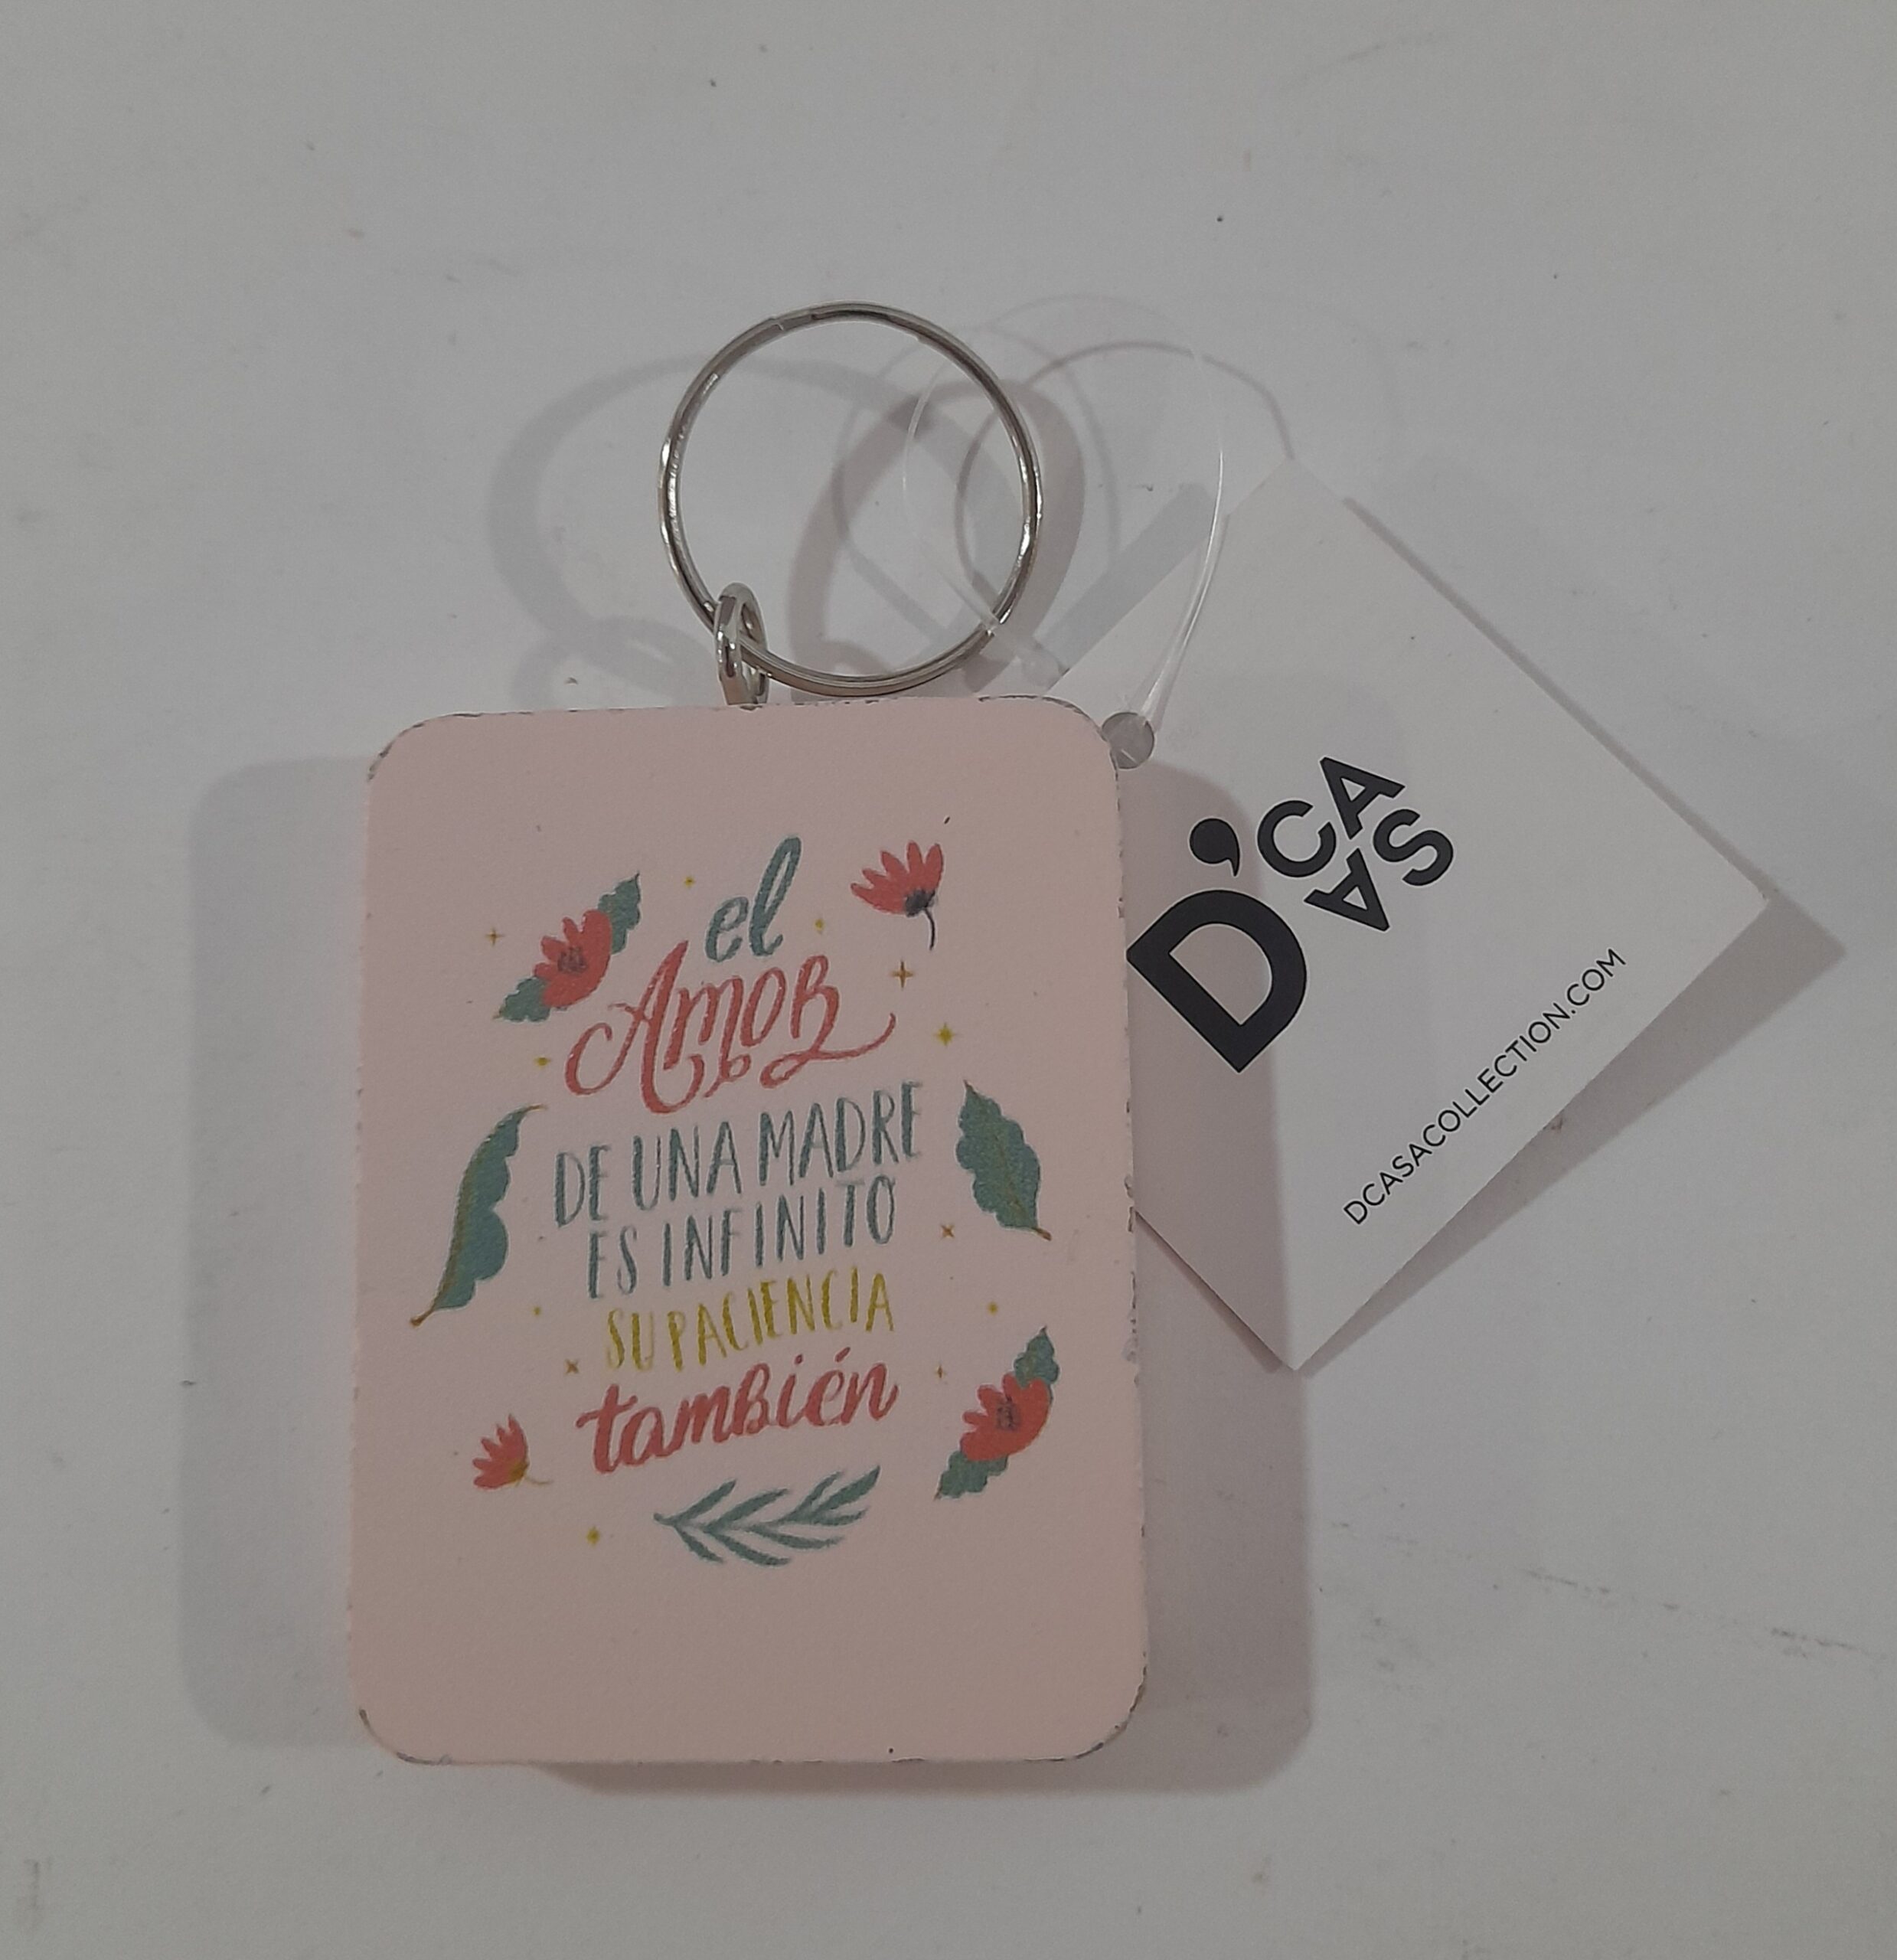 el
AmoR
DE UNA MADRE
ES INFINITO
SU PACIENCIA
también
D'CASA
DCASACOLLECTION.COM